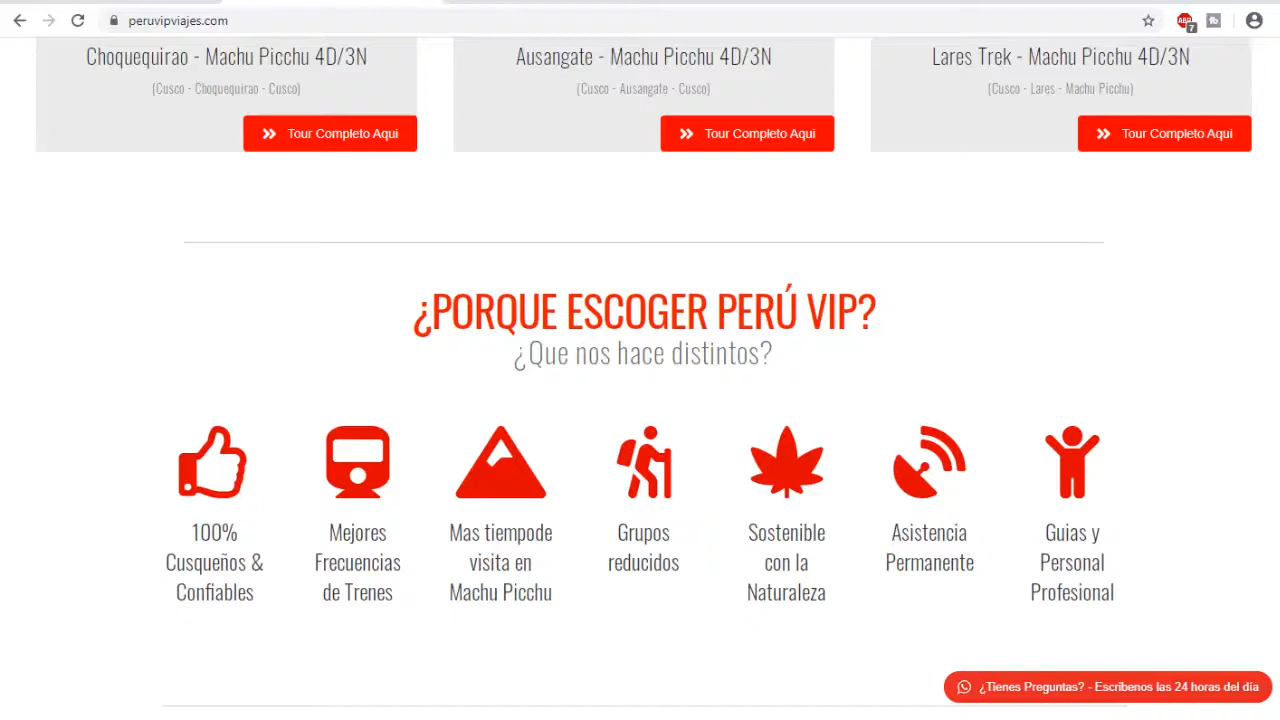 peruvipviajes.com
ABP
7
Choquequirao - Machu Picchu 4D/3N
(Cusco - Choquequirao - Cusco)
Tour Completo Aqui
Ausangate - Machu Picchu 4D/3N
(Cusco - Ausangate - Cusco)
Tour Completo Aqui
Lares Trek - Machu Picchu 4D/3N
(Cusco - Lares - Machu Picchu)
Tour Completo Aqui
¿PORQUE ESCOGER PERÚ VIP?
¿Que nos hace distintos?
100%
Cusqueños &
Confiables
Mejores
Frecuencias
de Trenes
Mas tiempode
visita en
Machu Picchu
Grupos
reducidos
Sostenible
con la
Naturaleza
Asistencia
Permanente
Guias y
Personal
Profesional
¿Tienes Preguntas? - Escríbenos las 24 horas del día